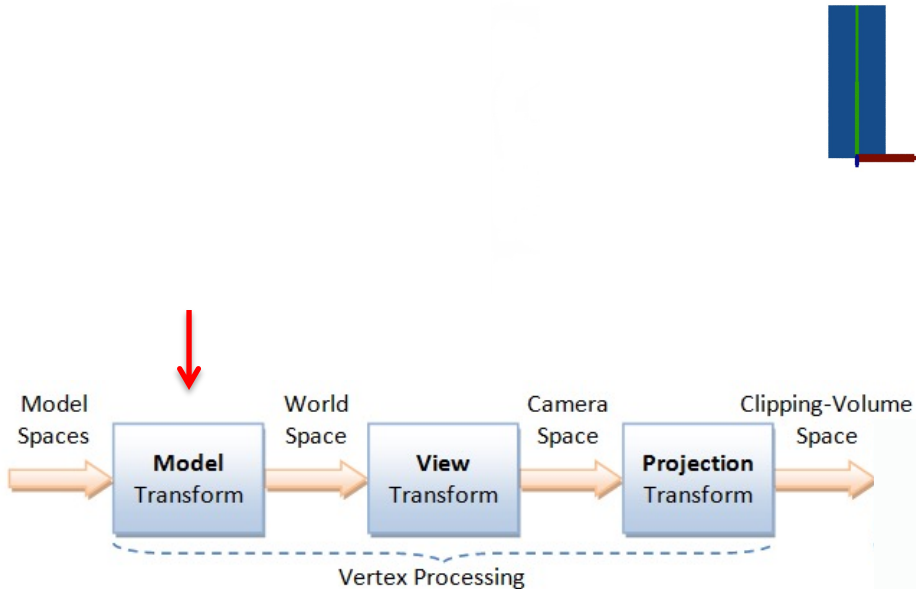 Model
Spaces
Model
Transform
World
Space
View
Transform
Camera
Space
Projection
Transform
Clipping-Volume
Space
Vertex Processing